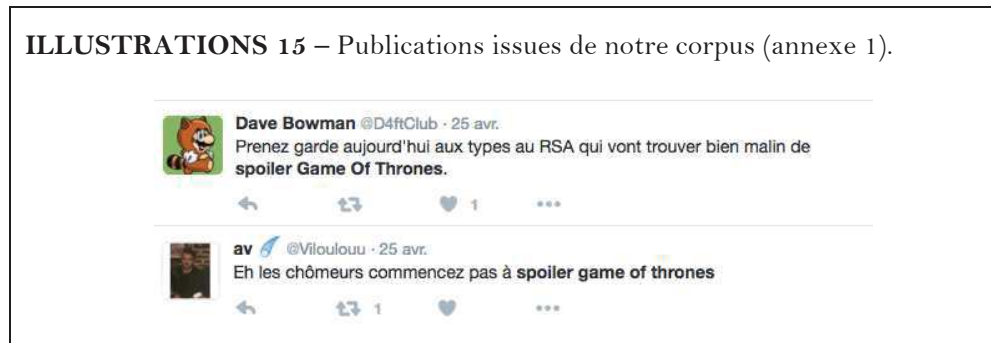 ILLUSTRATIONS 15 – Publications issues de notre corpus (annexe 1).
Dave Bowman @D4ftClub · 25 avr.
Prenez garde aujourd'hui aux types au RSA qui vont trouver bien malin de
spoiler Game Of Thrones.
1
av @Viloulouu · 25 avr.
Eh les chômeurs commencez pas à spoiler game of thrones
1